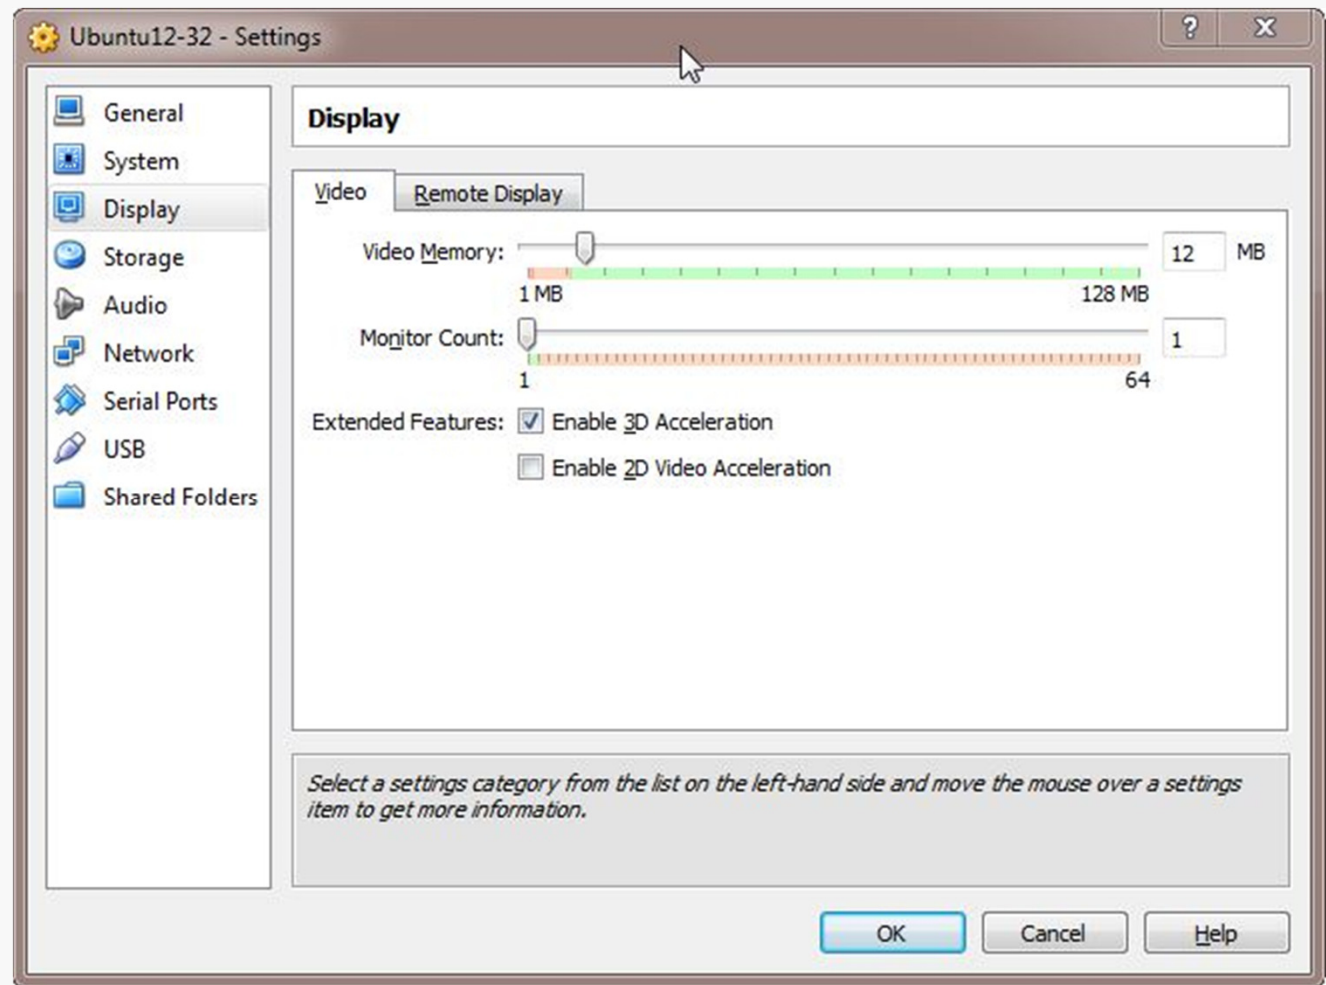 Ubuntu12-32 - Settings
?
General
System
Display
Storage
Audio
Network
Serial Ports
USB
Shared Folders
Display
Video
Remote Display
Video Memory:
12
MB
1 MB
128 MB
Monitor Count:
1
1
64
Extended Features:
Enable 3D Acceleration
Enable 2D Video Acceleration
Select a settings category from the list on the left-hand side and move the mouse over a settings
item to get more information.
OK
Cancel
Help